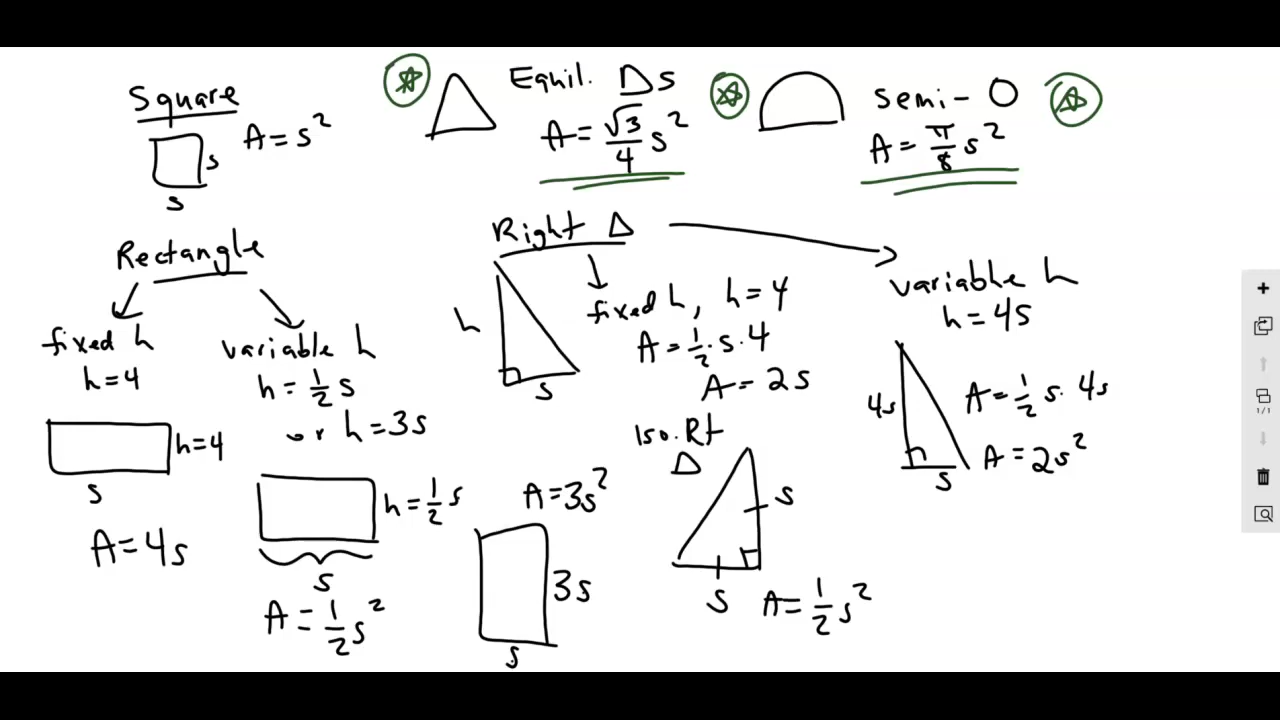 Square
A = s²
s
s
Equil. Δs
A = √3/4 s²
semi-O
A = π/8 s²
Rectangle
fixed h
h = 4
h=4
s
A = 4s
variable h
h = 1/2 s
or h = 3s
h = 1/2 s
s
A = 1/2 s²
A = 3s²
3s
s
Right Δ
h
s
fixed h, h = 4
A = 1/2 · s · 4
A = 2s
Iso. Rt
Δ
s
s
A = 1/2 s²
variable h
h = 4s
4s
s
A = 1/2 s · 4s
A = 2s²
1/1